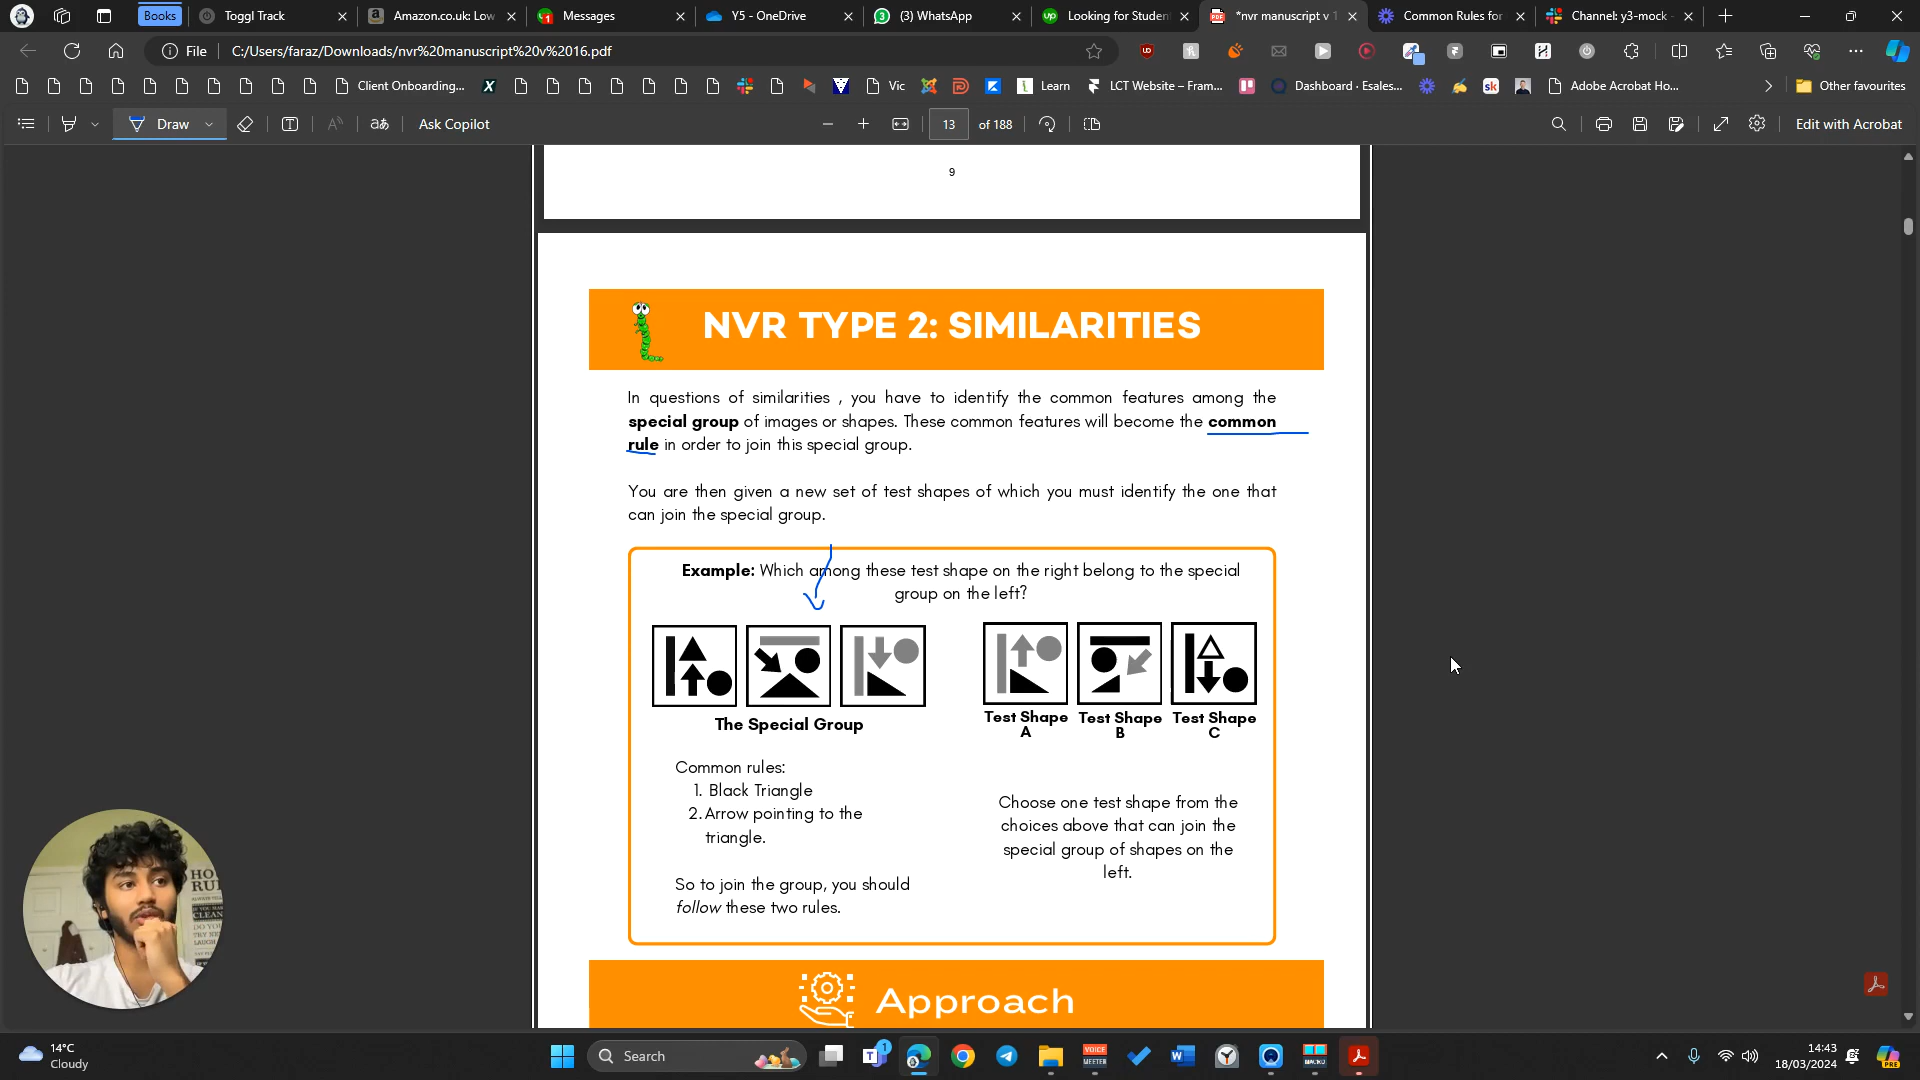 Books
Toggl Track
Amazon.co.uk: Low
Messages
Y5 - OneDrive
(3) WhatsApp
Looking for Studen
*nvr manuscript v 1
Common Rules for
Channel: y3-mock -
File
C:/Users/faraz/Downloads/nvr%20manuscript%20v%2016.pdf
Client Onboarding...
Vic
Learn
LCT Website – Fram...
Dashboard · Esales...
Adobe Acrobat Ho...
Other favourites
Draw
Ask Copilot
13
of 188
Edit with Acrobat
9
NVR TYPE 2: SIMILARITIES
In questions of similarities , you have to identify the common features among the
special group of images or shapes. These common features will become the common
rule in order to join this special group.
You are then given a new set of test shapes of which you must identify the one that
can join the special group.
Example: Which among these test shape on the right belong to the special
group on the left?
The Special Group
Test Shape
A
Test Shape
B
Test Shape
C
Common rules:
1. Black Triangle
2. Arrow pointing to the
triangle.
So to join the group, you should
follow these two rules.
Choose one test shape from the
choices above that can join the
special group of shapes on the
left.
Approach
14°C
Cloudy
Search
14:43
18/03/2024